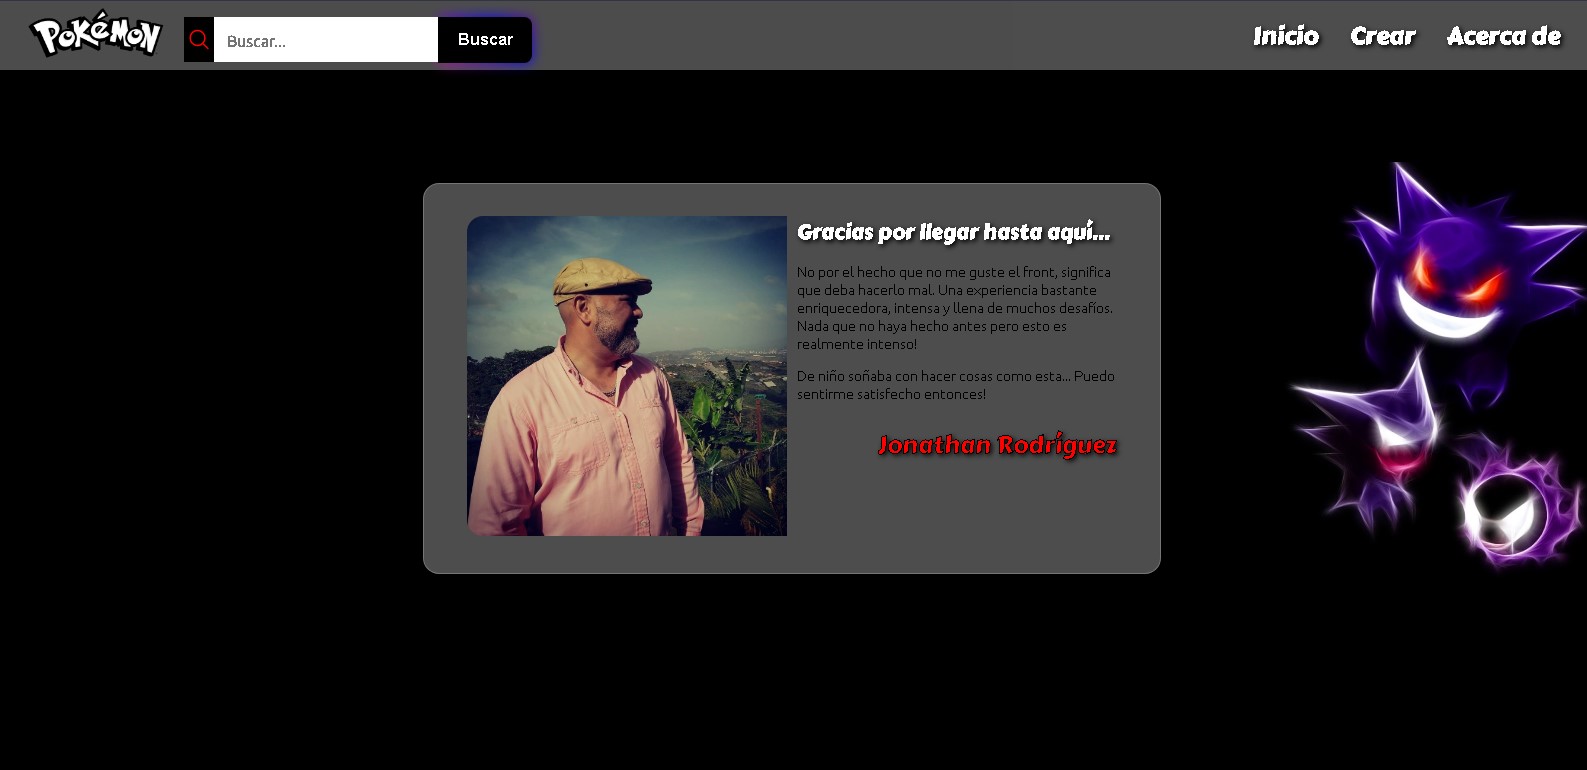 POKéMON
Buscar...
Buscar
Inicio
Crear
Acerca de
Gracias por llegar hasta aquí...
No por el hecho que no me guste el front, significa
que deba hacerlo mal. Una experiencia bastante
enriquecedora, intensa y llena de muchos desafíos.
Nada que no haya hecho antes pero esto es
realmente intenso!
De niño soñaba con hacer cosas como esta... Puedo
sentirme satisfecho entonces!
Jonathan Rodríguez